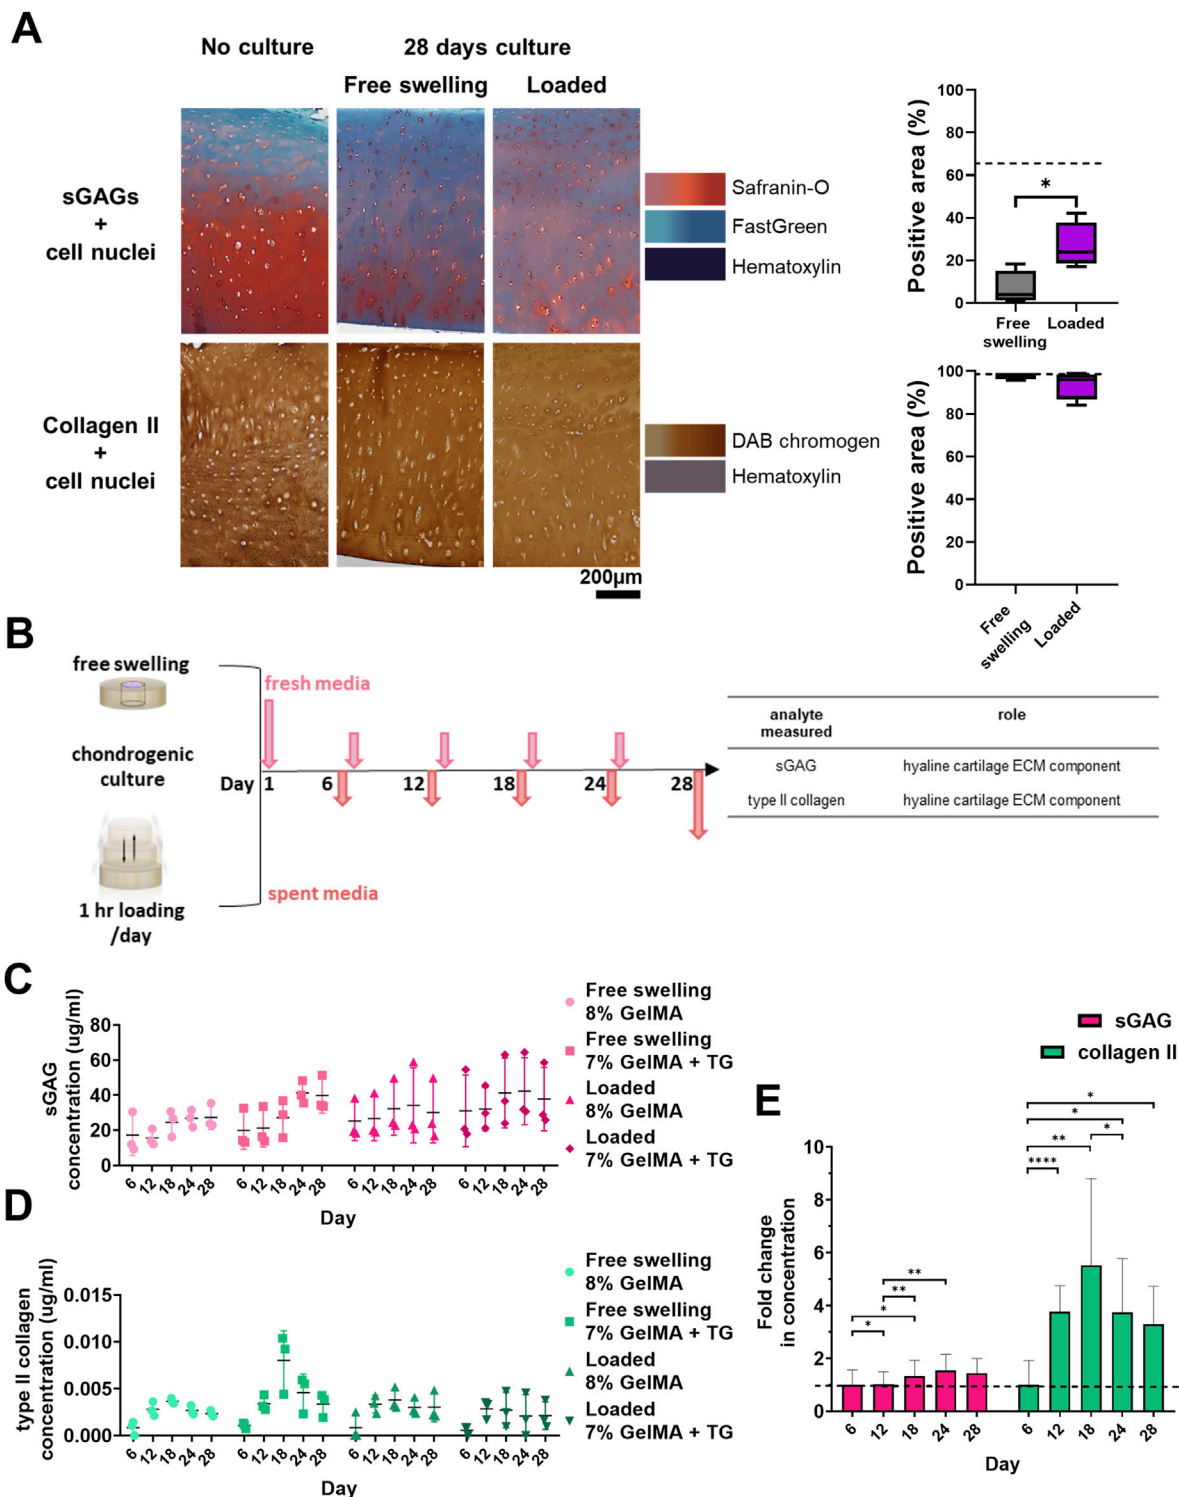 A
No culture
28 days culture
Free swelling
Loaded
sGAGs
+
cell nuclei
Safranin-O
FastGreen
Hematoxylin
Positive area (%)
100
80
60
40
20
0
*
Free
swelling
Loaded
Collagen II
+
cell nuclei
DAB chromogen
Hematoxylin
200µm
Positive area (%)
100
80
60
40
20
0
Free
swelling
Loaded
B
free swelling
chondrogenic
culture
1 hr loading
/day
fresh media
Day 1 6 12 18 24 28
spent media
analyte
measured
role
sGAG
hyaline cartilage ECM component
type II collagen
hyaline cartilage ECM component
C
sGAG
concentration (ug/ml)
80
60
40
20
0
6 12 18 24 28 6 12 18 24 28 6 12 18 24 28 6 12 18 24 28
Day
Free swelling
8% GelMA
Free swelling
7% GelMA + TG
Loaded
8% GelMA
Loaded
7% GelMA + TG
D
type II collagen
concentration (ug/ml)
0.015
0.010
0.005
0.000
6 12 18 24 28 6 12 18 24 28 6 12 18 24 28 6 12 18 24 28
Day
Free swelling
8% GelMA
Free swelling
7% GelMA + TG
Loaded
8% GelMA
Loaded
7% GelMA + TG
sGAG
collagen II
E
Fold change
in concentration
10
8
6
4
2
0
*
*
**
**
****
**
*
*
*
6 12 18 24 28 6 12 18 24 28
Day